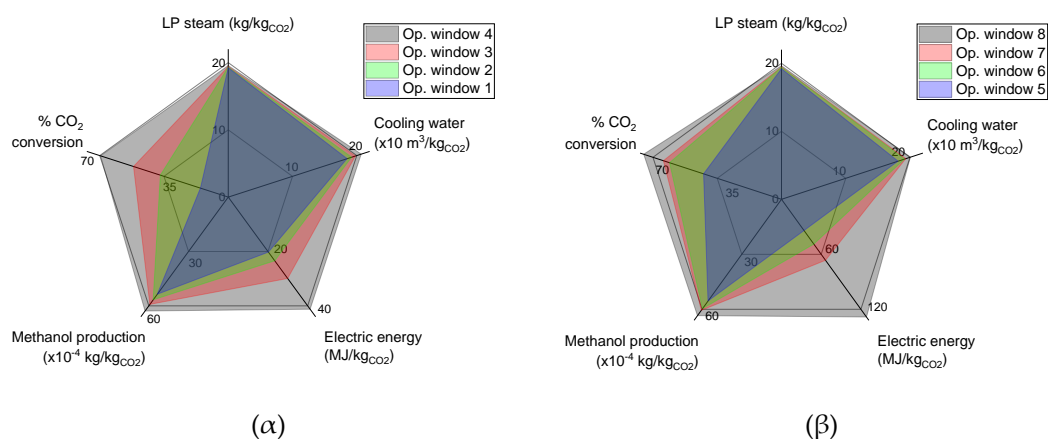 LP steam (kg/kgCO2)
Op. window 4
Op. window 3
Op. window 2
Op. window 1
20
10
0
% CO2
conversion
70
35
Cooling water
(x10 m³/kgCO2)
20
10
30
60
20
40
Methanol production
(x10⁻⁴ kg/kgCO2)
Electric energy
(MJ/kgCO2)
(α)
LP steam (kg/kgCO2)
Op. window 8
Op. window 7
Op. window 6
Op. window 5
20
10
0
% CO2
conversion
70
35
Cooling water
(x10 m³/kgCO2)
20
10
30
60
60
120
Methanol production
(x10⁻⁴ kg/kgCO2)
Electric energy
(MJ/kgCO2)
(β)